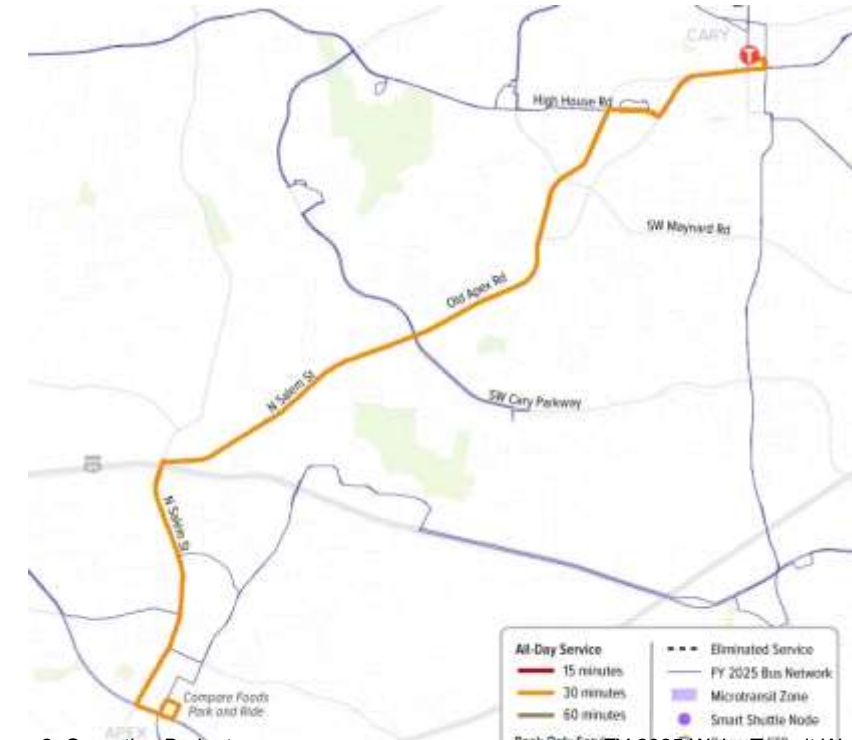 CARY
T
High House Rd
SW Maynard Rd
Old Apex Rd
N Salem St
SW Cary Parkway
N Salem St
Compare Foods
Park and Ride
APEX
All-Day Service
15 minutes
30 minutes
60 minutes
Eliminated Service
FY 2025 Bus Network
Microtransit Zone
Smart Shuttle Node